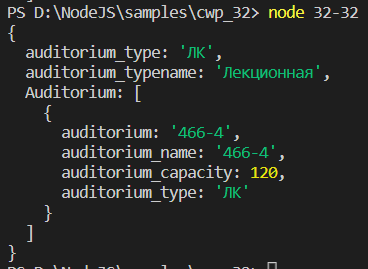 PS D:\NodeJS\samples\cwp_32> node 32-32
{
  auditorium_type: 'ЛК',
  auditorium_typename: 'Лекционная',
  Auditorium: [
    {
      auditorium: '466-4',
      auditorium_name: '466-4',
      auditorium_capacity: 120,
      auditorium_type: 'ЛК'
    }
  ]
}